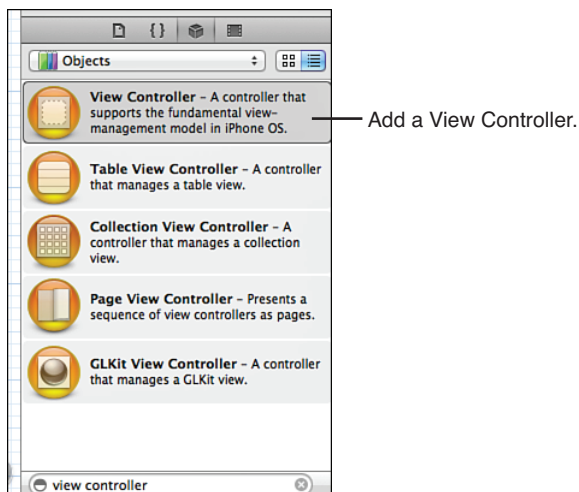 {}
Objects
View Controller – A controller that
supports the fundamental view-
management model in iPhone OS.
Add a View Controller.
Table View Controller – A controller
that manages a table view.
Collection View Controller – A
controller that manages a collection
view.
Page View Controller – Presents a
sequence of view controllers as pages.
GLKit View Controller – A controller
that manages a GLKit view.
view controller